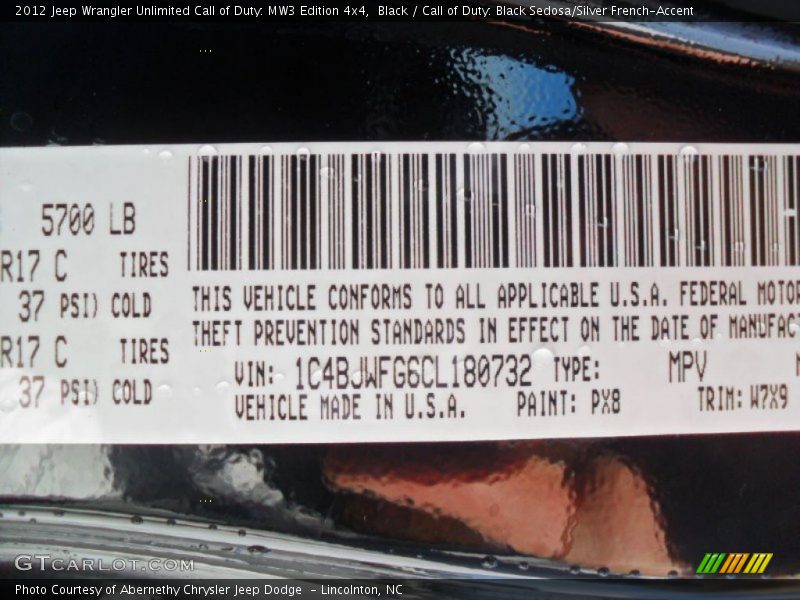 2012 Jeep Wrangler Unlimited Call of Duty: MW3 Edition 4x4, Black / Call of Duty: Black Sedosa/Silver French-Accent
5700 LB
R17 C TIRES
37 PSI) COLD
R17 C TIRES
37 PSI) COLD
THIS VEHICLE CONFORMS TO ALL APPLICABLE U.S.A. FEDERAL MOTOR
THEFT PREVENTION STANDARDS IN EFFECT ON THE DATE OF MANUFACT
VIN: 1C4BJWFG6CL180732 TYPE: MPV
VEHICLE MADE IN U.S.A. PAINT: PX8 TRIM: W7X9
GTCARLOT.COM
Photo Courtesy of Abernethy Chrysler Jeep Dodge - Lincolnton, NC